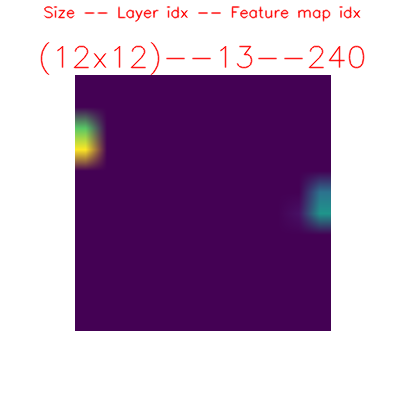 Size -- Layer idx -- Feature map idx
(12x12)--13--240